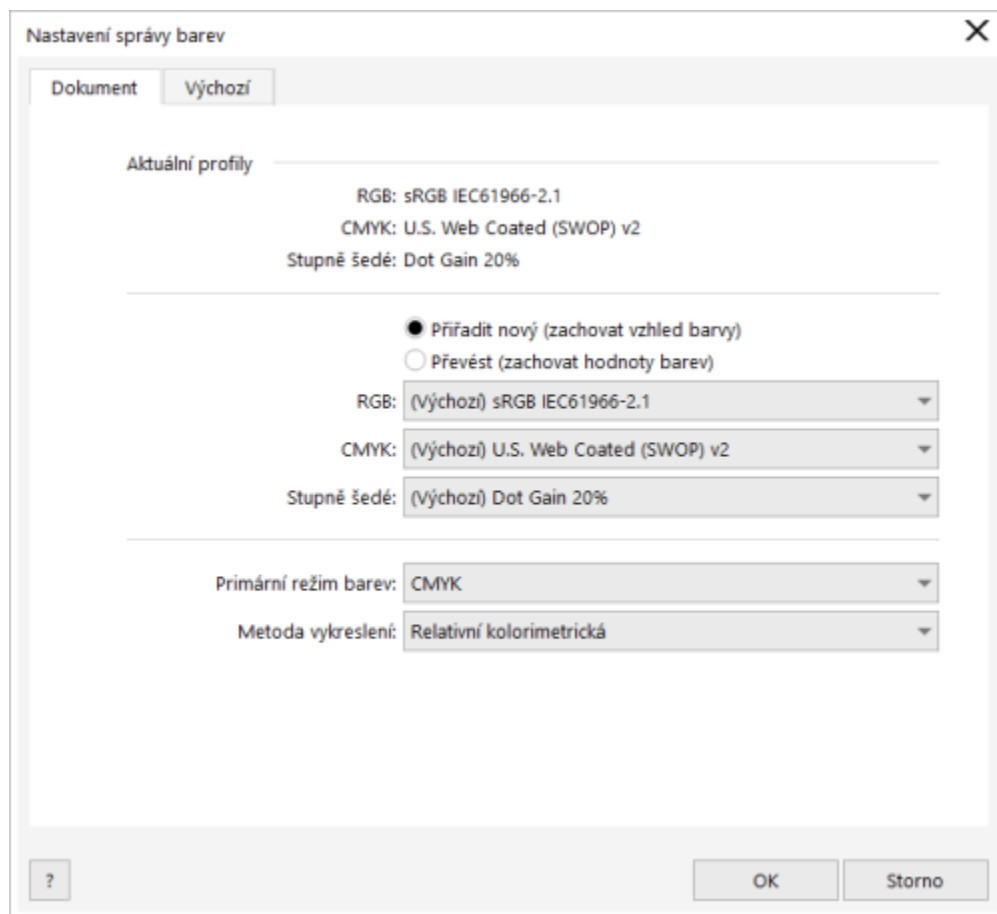 Nastavení správy barev
Dokument
Výchozí
Aktuální profily
RGB: sRGB IEC61966-2.1
CMYK: U.S. Web Coated (SWOP) v2
Stupně šedé: Dot Gain 20%
Přiřadit nový (zachovat vzhled barvy)
Převést (zachovat hodnoty barev)
RGB: (Výchozí) sRGB IEC61966-2.1
CMYK: (Výchozí) U.S. Web Coated (SWOP) v2
Stupně šedé: (Výchozí) Dot Gain 20%
Primární režim barev: CMYK
Metoda vykreslení: Relativní kolorimetrická
?
OK
Storno